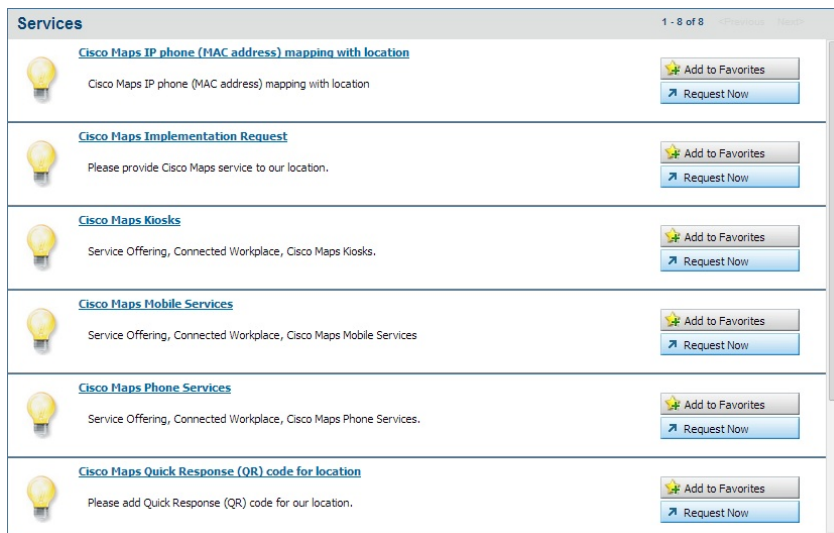 Services
1 - 8 of 8 <Previous Next>
Cisco Maps IP phone (MAC address) mapping with location
Cisco Maps IP phone (MAC address) mapping with location
Add to Favorites
Request Now
Cisco Maps Implementation Request
Please provide Cisco Maps service to our location.
Add to Favorites
Request Now
Cisco Maps Kiosks
Service Offering, Connected Workplace, Cisco Maps Kiosks.
Add to Favorites
Request Now
Cisco Maps Mobile Services
Service Offering, Connected Workplace, Cisco Maps Mobile Services
Add to Favorites
Request Now
Cisco Maps Phone Services
Service Offering, Connected Workplace, Cisco Maps Phone Services.
Add to Favorites
Request Now
Cisco Maps Quick Response (QR) code for location
Please add Quick Response (QR) code for our location.
Add to Favorites
Request Now